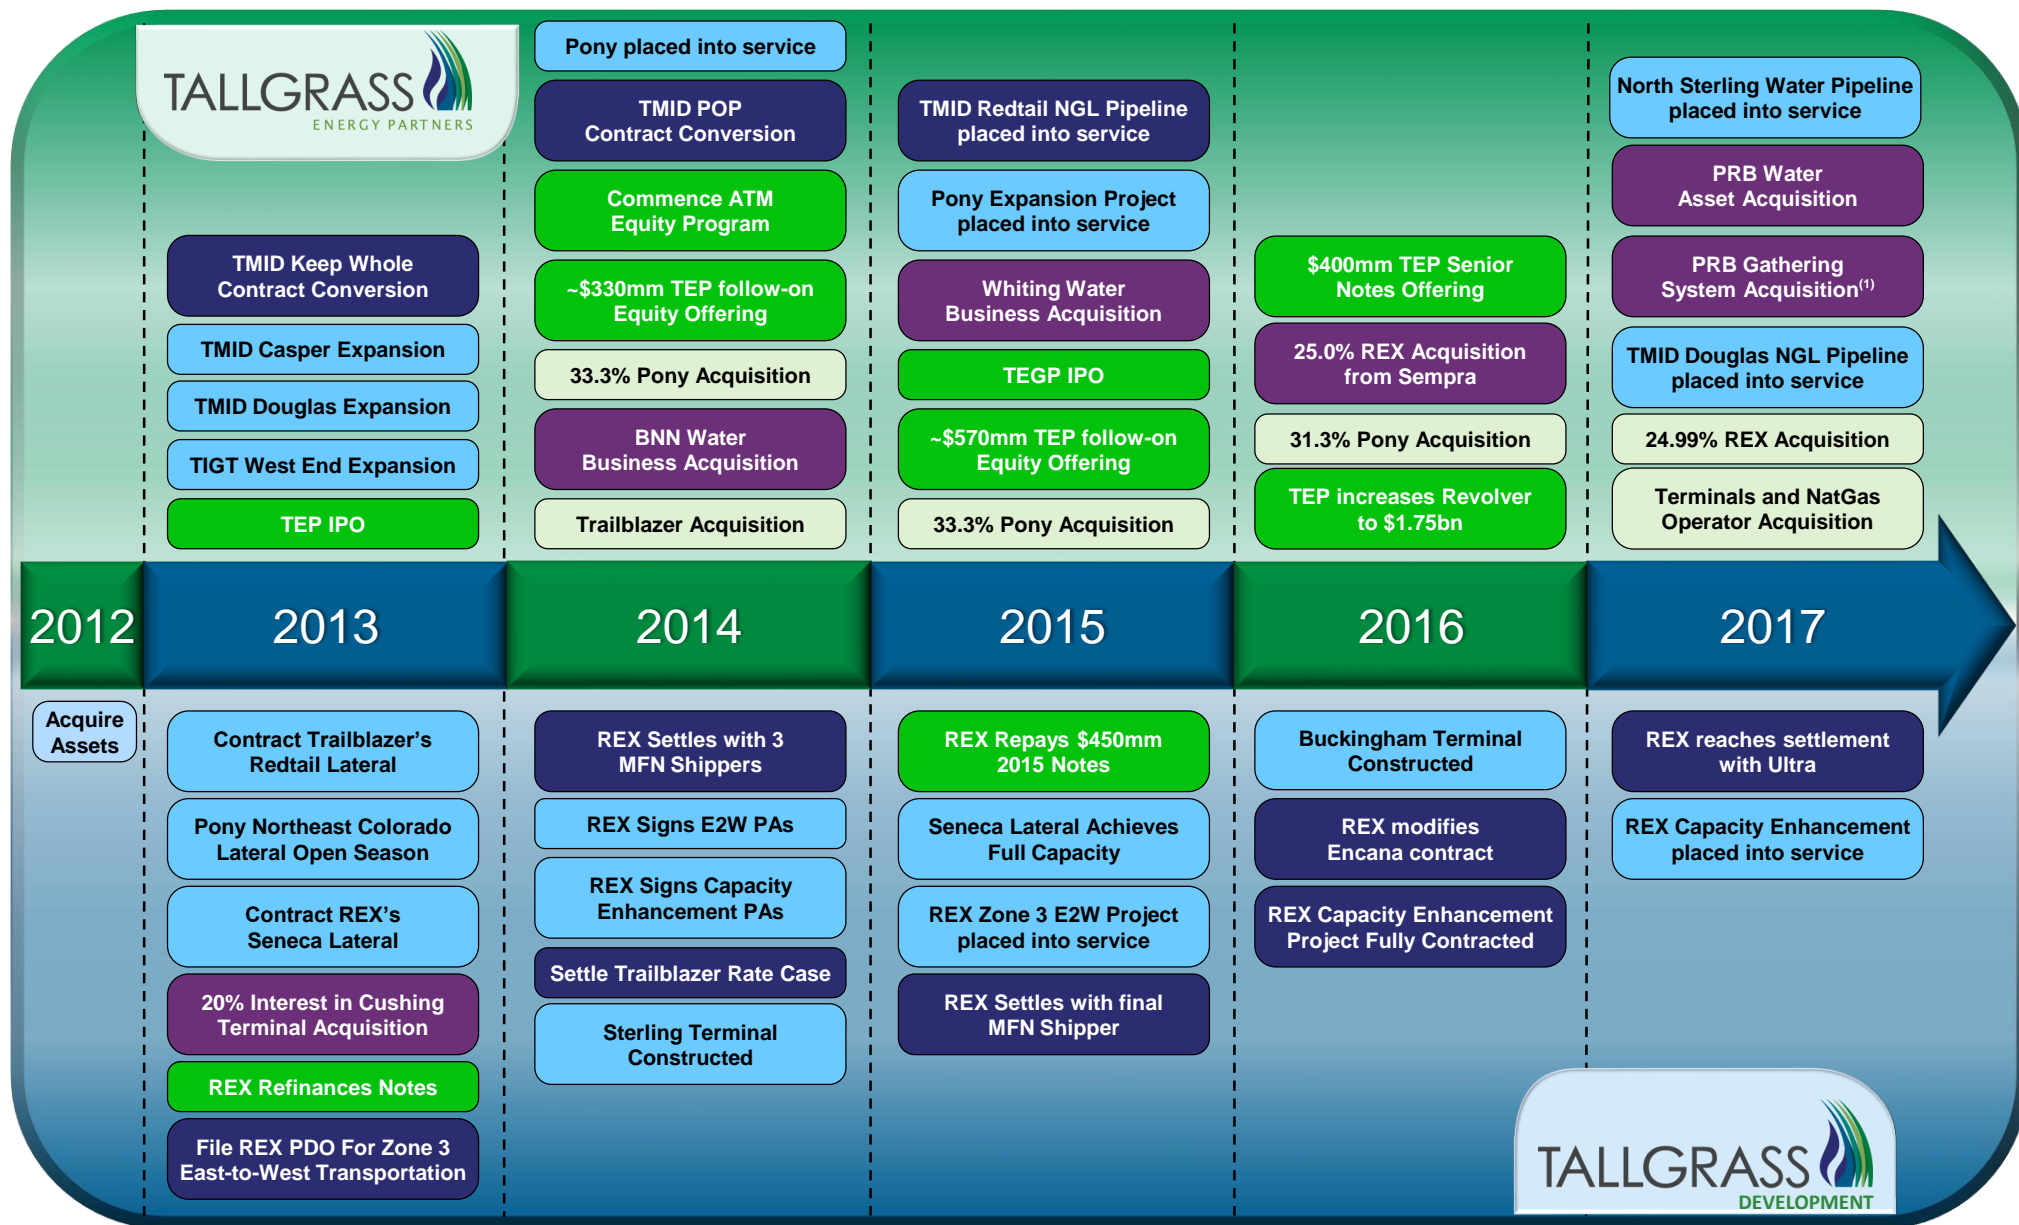 TALLGRASS
ENERGY PARTNERS
TMID Keep Whole
Contract Conversion
TMID Casper Expansion
TMID Douglas Expansion
TIGT West End Expansion
TEP IPO
Pony placed into service
TMID POP
Contract Conversion
Commence ATM
Equity Program
~$330mm TEP follow-on
Equity Offering
33.3% Pony Acquisition
BNN Water
Business Acquisition
Trailblazer Acquisition
TMID Redtail NGL Pipeline
placed into service
Pony Expansion Project
placed into service
Whiting Water
Business Acquisition
TEGP IPO
~$570mm TEP follow-on
Equity Offering
33.3% Pony Acquisition
$400mm TEP Senior
Notes Offering
25.0% REX Acquisition
from Sempra
31.3% Pony Acquisition
TEP increases Revolver
to $1.75bn
North Sterling Water Pipeline
placed into service
PRB Water
Asset Acquisition
PRB Gathering
System Acquisition(1)
TMID Douglas NGL Pipeline
placed into service
24.99% REX Acquisition
Terminals and NatGas
Operator Acquisition
2012
2013
2014
2015
2016
2017
Acquire
Assets
Contract Trailblazer’s
Redtail Lateral
Pony Northeast Colorado
Lateral Open Season
Contract REX’s
Seneca Lateral
20% Interest in Cushing
Terminal Acquisition
REX Refinances Notes
File REX PDO For Zone 3
East-to-West Transportation
REX Settles with 3
MFN Shippers
REX Signs E2W PAs
REX Signs Capacity
Enhancement PAs
Settle Trailblazer Rate Case
Sterling Terminal
Constructed
REX Repays $450mm
2015 Notes
Seneca Lateral Achieves
Full Capacity
REX Zone 3 E2W Project
placed into service
REX Settles with final
MFN Shipper
Buckingham Terminal
Constructed
REX modifies
Encana contract
REX Capacity Enhancement
Project Fully Contracted
REX reaches settlement
with Ultra
REX Capacity Enhancement
placed into service
TALLGRASS
DEVELOPMENT